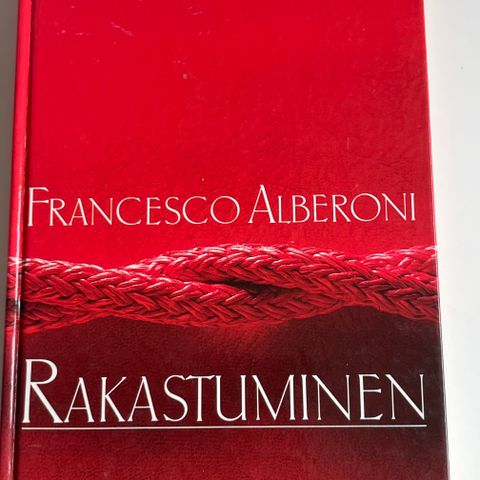 FRANCESCO ALBERONI
RAKASTUMINEN